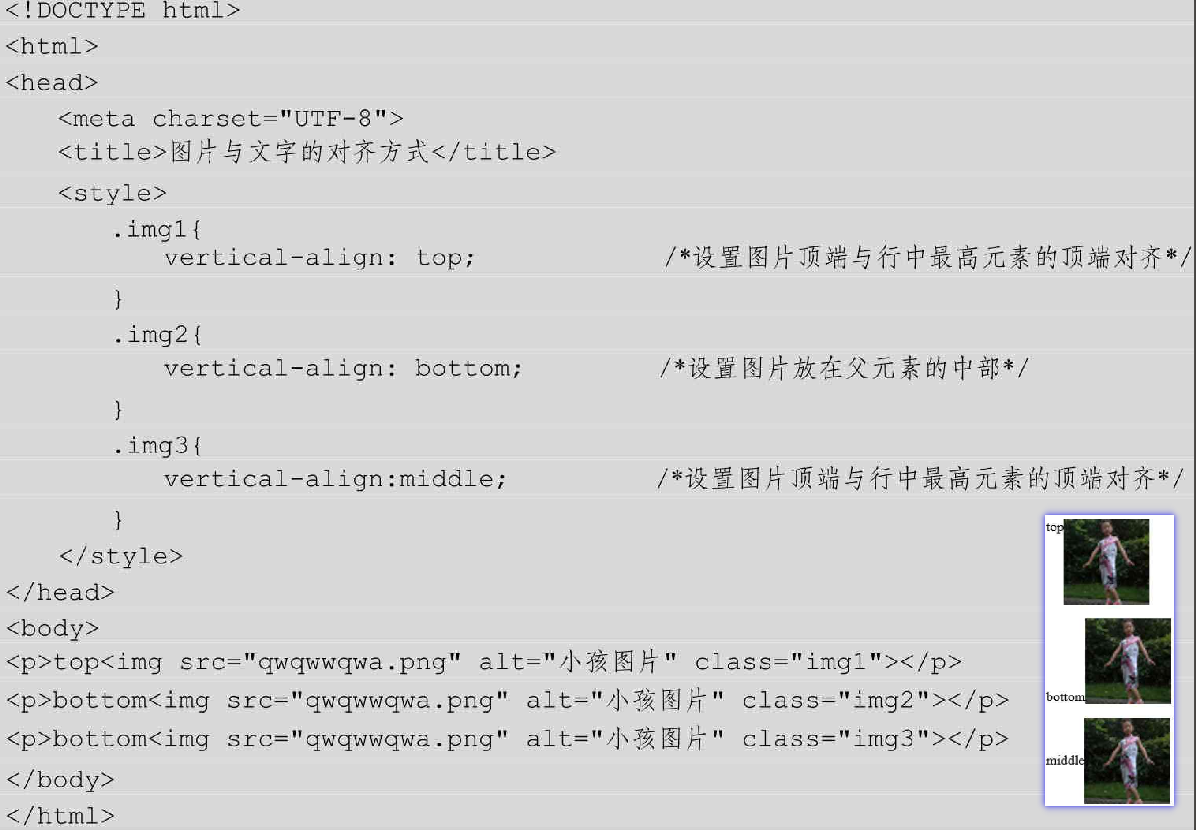 <!DOCTYPE html>
<html>
<head>
<meta charset="UTF-8">
<title>图片与文字的对齐方式</title>
<style>
.img1{
vertical-align: top; /*设置图片顶端与行中最高元素的顶端对齐*/
}
.img2{
vertical-align: bottom; /*设置图片放在父元素的中部*/
}
.img3{
vertical-align:middle; /*设置图片顶端与行中最高元素的顶端对齐*/
}
</style>
</head>
<body>
<p>top<img src="qwqwwqwa.png" alt="小孩图片" class="img1"></p>
<p>bottom<img src="qwqwwqwa.png" alt="小孩图片" class="img2"></p>
<p>bottom<img src="qwqwwqwa.png" alt="小孩图片" class="img3"></p>
</body>
</html>
top
bottom
middle